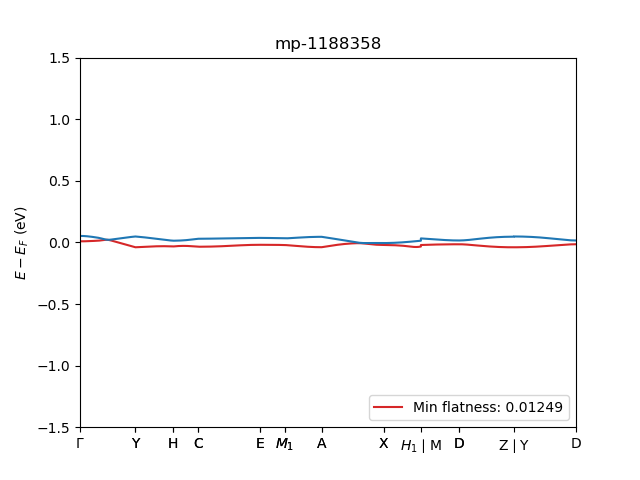 mp-1188358
E − E_F (eV)
1.5
1.0
0.5
0.0
−0.5
−1.0
−1.5
Min flatness: 0.01249
Γ Y H C E M₁ A X H₁ | M D Z | Y D